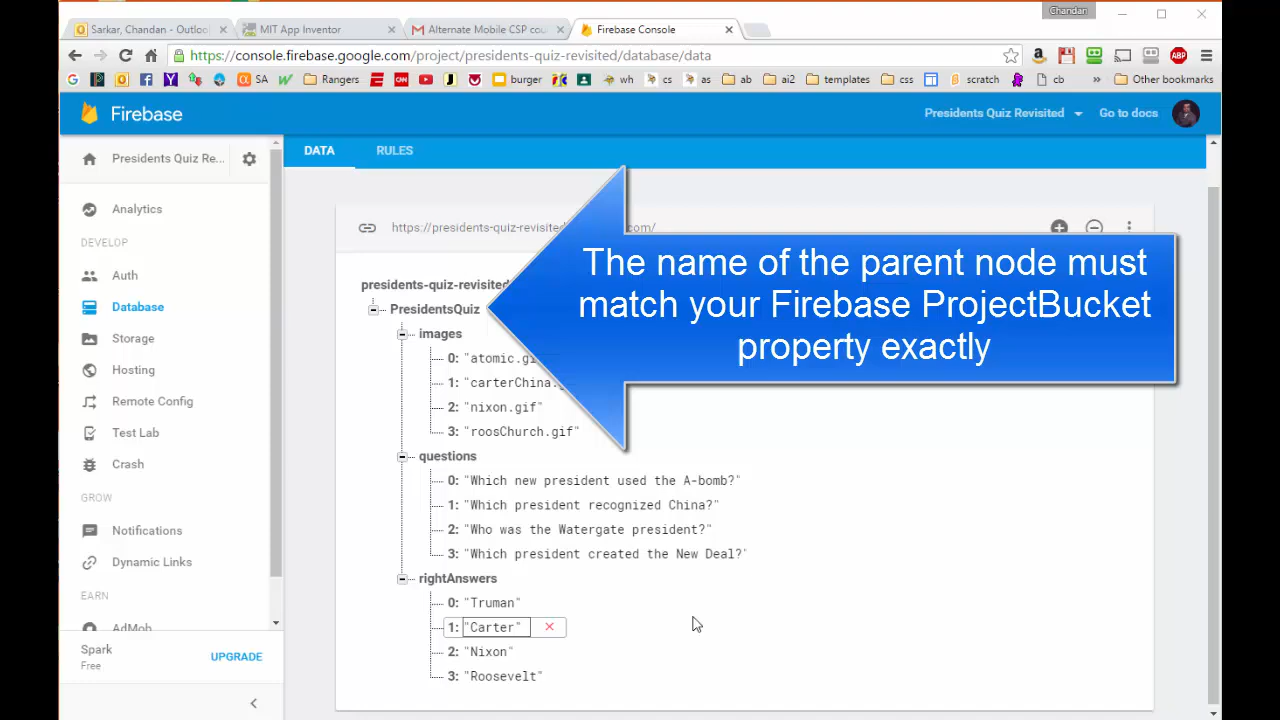 Chandan
Sarkar, Chandan - Outloo
MIT App Inventor
Alternate Mobile CSP cou
Firebase Console
https://console.firebase.google.com/project/presidents-quiz-revisited/database/data
ABP
SA
Rangers
CNN
burger
wh
cs
as
ab
ai2
templates
css
scratch
cb
Other bookmarks
Firebase
Presidents Quiz Revisited
Go to docs
Presidents Quiz Re...
DATA
RULES
Analytics
DEVELOP
Auth
Database
Storage
Hosting
Remote Config
Test Lab
Crash
GROW
Notifications
Dynamic Links
EARN
AdMob
Spark
Free
UPGRADE
https://presidents-quiz-revisited
.com/
The name of the parent node must
match your Firebase ProjectBucket
property exactly
presidents-quiz-revisited
PresidentsQuiz
images
0: "atomic.gi
1: "carterChina.g
2: "nixon.gif"
3: "roosChurch.gif"
questions
0: "Which new president used the A-bomb?"
1: "Which president recognized China?"
2: "Who was the Watergate president?"
3: "Which president created the New Deal?'
rightAnswers
0: "Truman"
1: "Carter"
2: "Nixon"
3: "Roosevelt"